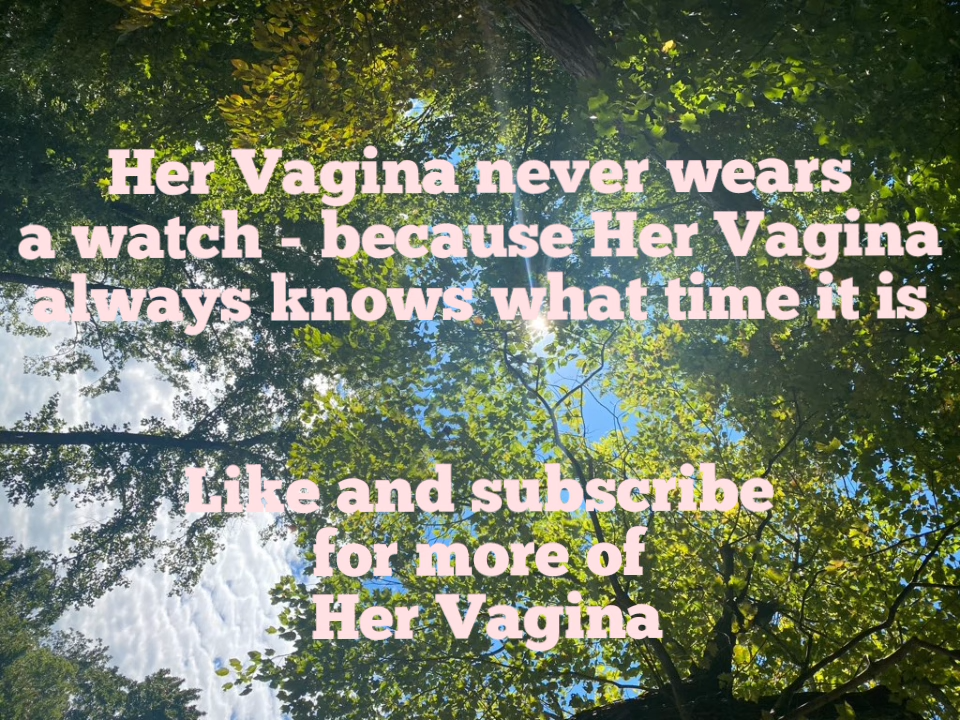 Her Vagina never wears
a watch - because Her Vagina
always knows what time it is
Like and subscribe
for more of
Her Vagina